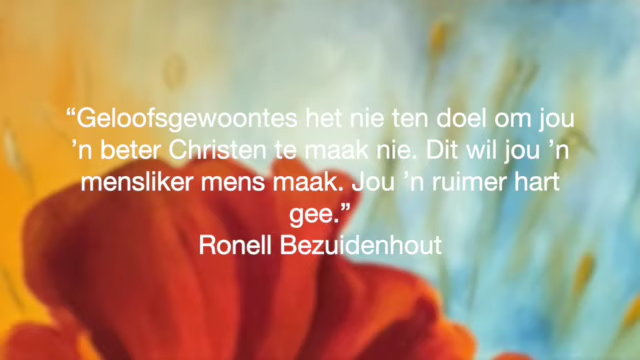 “Geloofsgewoontes het nie ten doel om jou
’n beter Christen te maak nie. Dit wil jou ’n
mensliker mens maak. Jou ’n ruimer hart
gee.”
Ronell Bezuidenhout